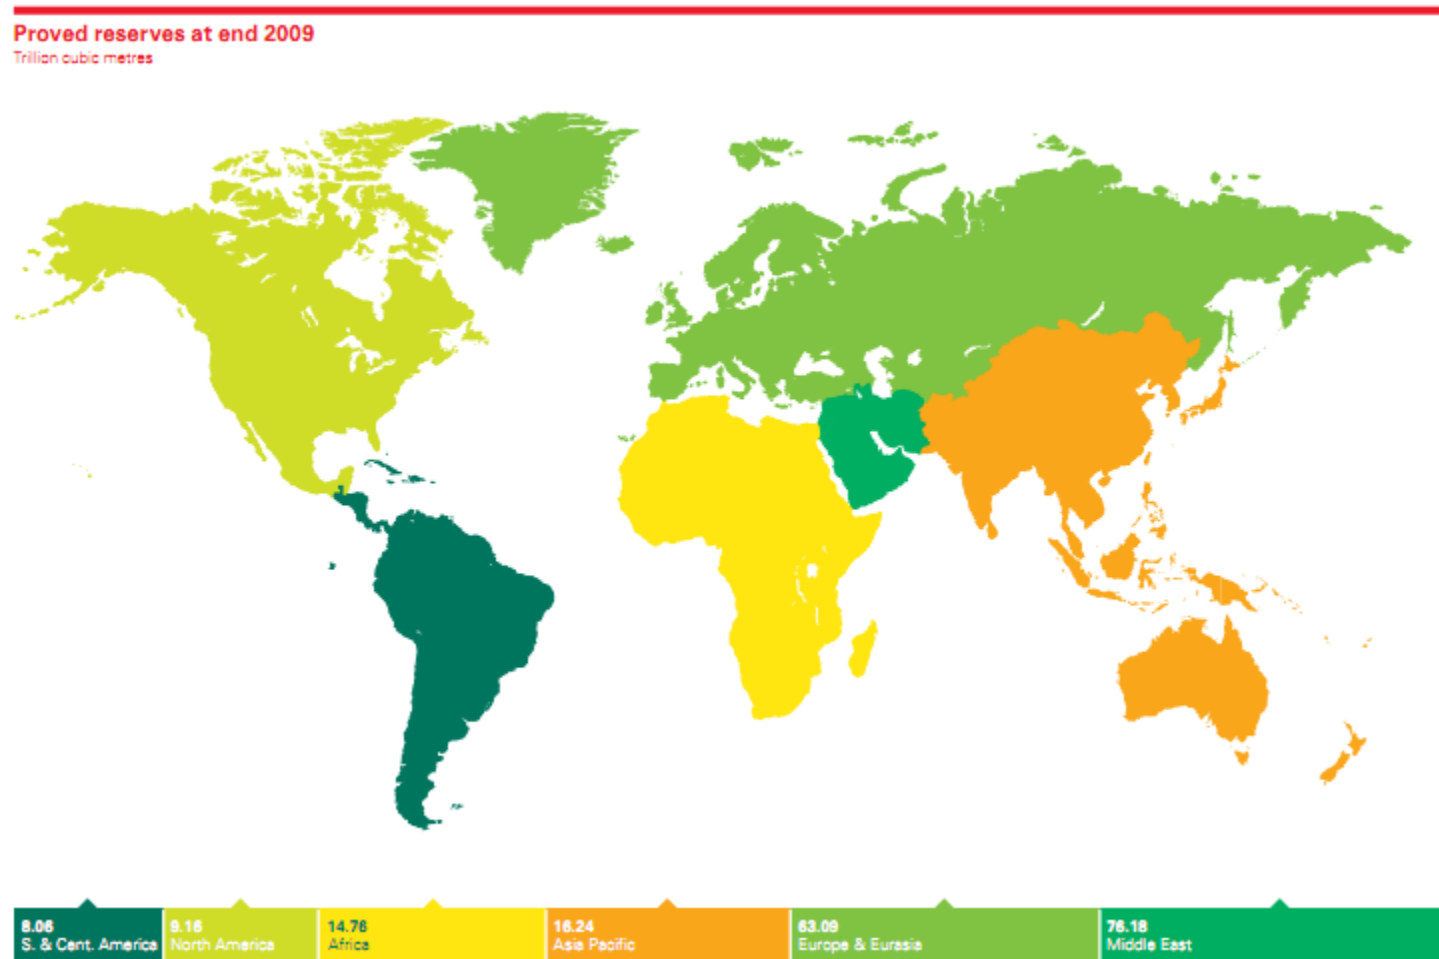 Proved reserves at end 2009
Trillion cubic metres
8.06
S. & Cent. America
9.16
North America
14.76
Africa
16.24
Asia Pacific
63.09
Europe & Eurasia
76.18
Middle East